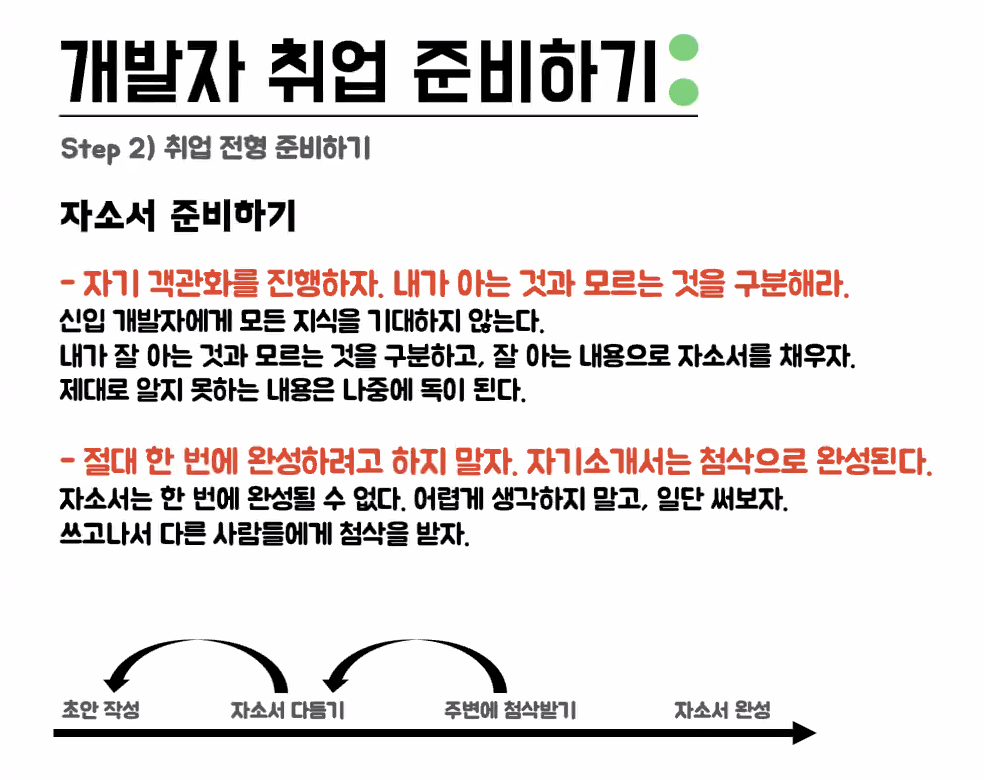 개발자 취업 준비하기:
Step 2) 취업 전형 준비하기
자소서 준비하기
- 자기 객관화를 진행하자. 내가 아는 것과 모르는 것을 구분해라.
신입 개발자에게 모든 지식을 기대하지 않는다.
내가 잘 아는 것과 모르는 것을 구분하고, 잘 아는 내용으로 자소서를 채우자.
제대로 알지 못하는 내용은 나중에 독이 된다.
- 절대 한 번에 완성하려고 하지 말자. 자기소개서는 첨삭으로 완성된다.
자소서는 한 번에 완성될 수 없다. 어렵게 생각하지 말고, 일단 써보자.
쓰고나서 다른 사람들에게 첨삭을 받자.
초안 작성 자소서 다듬기 주변에 첨삭받기 자소서 완성